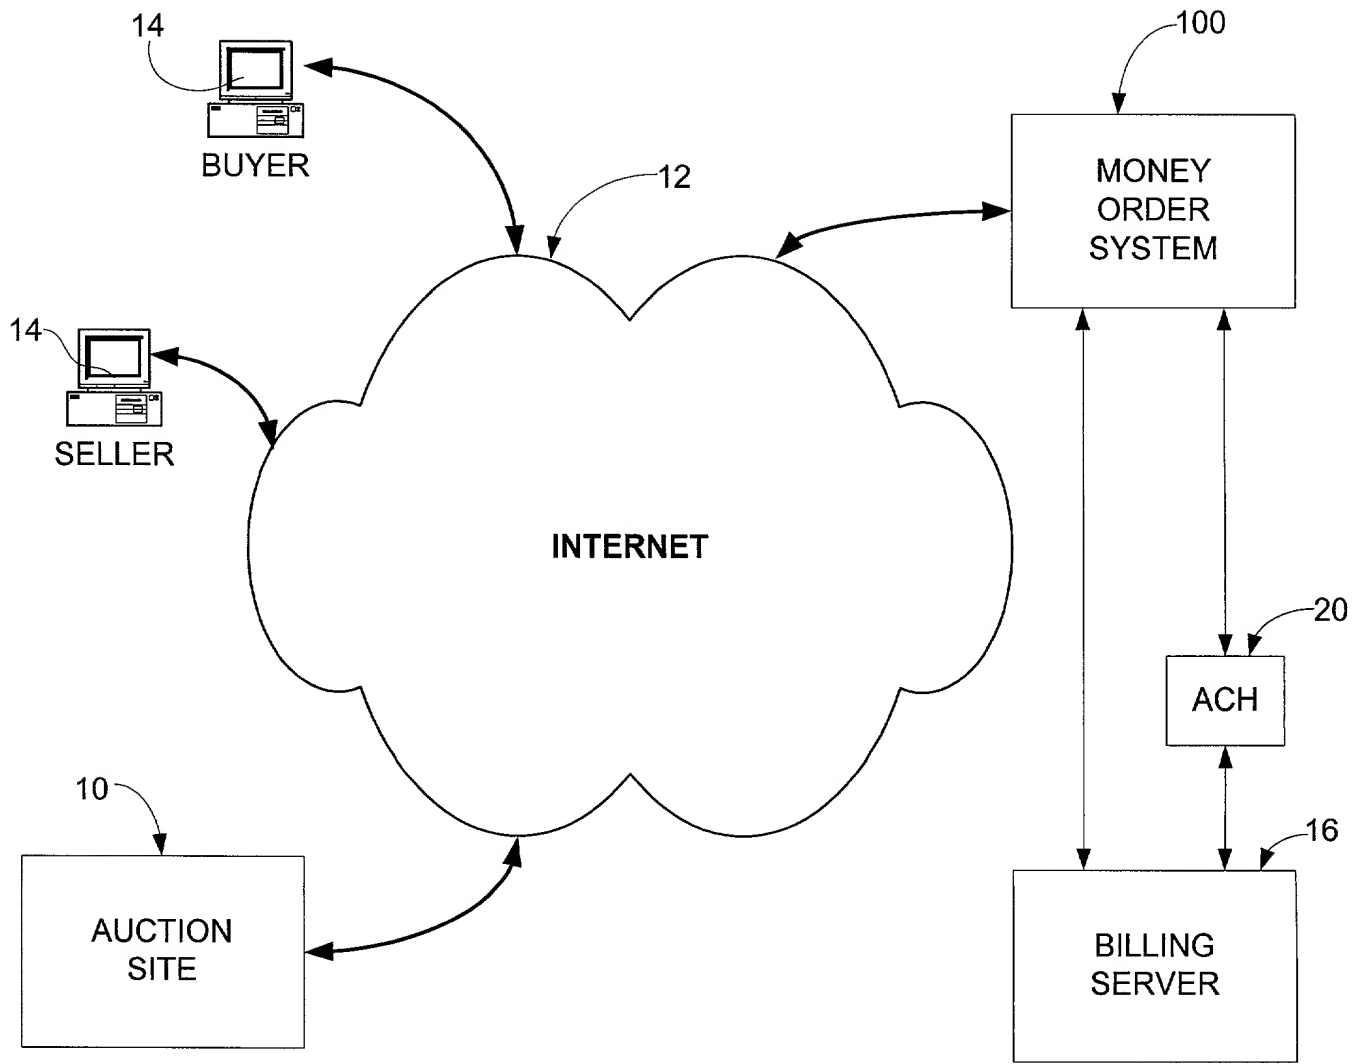 14
100
BUYER
12
MONEY
ORDER
SYSTEM
14
SELLER
INTERNET
20
ACH
10
16
AUCTION
SITE
BILLING
SERVER